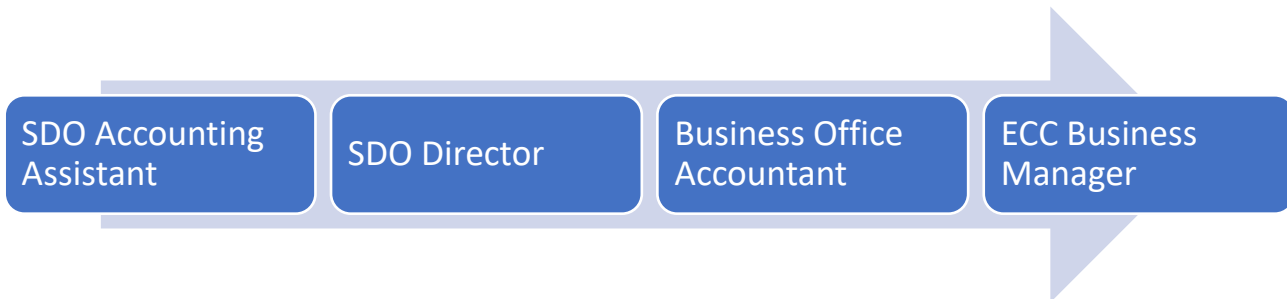 SDO Accounting
Assistant
SDO Director
Business Office
Accountant
ECC Business
Manager